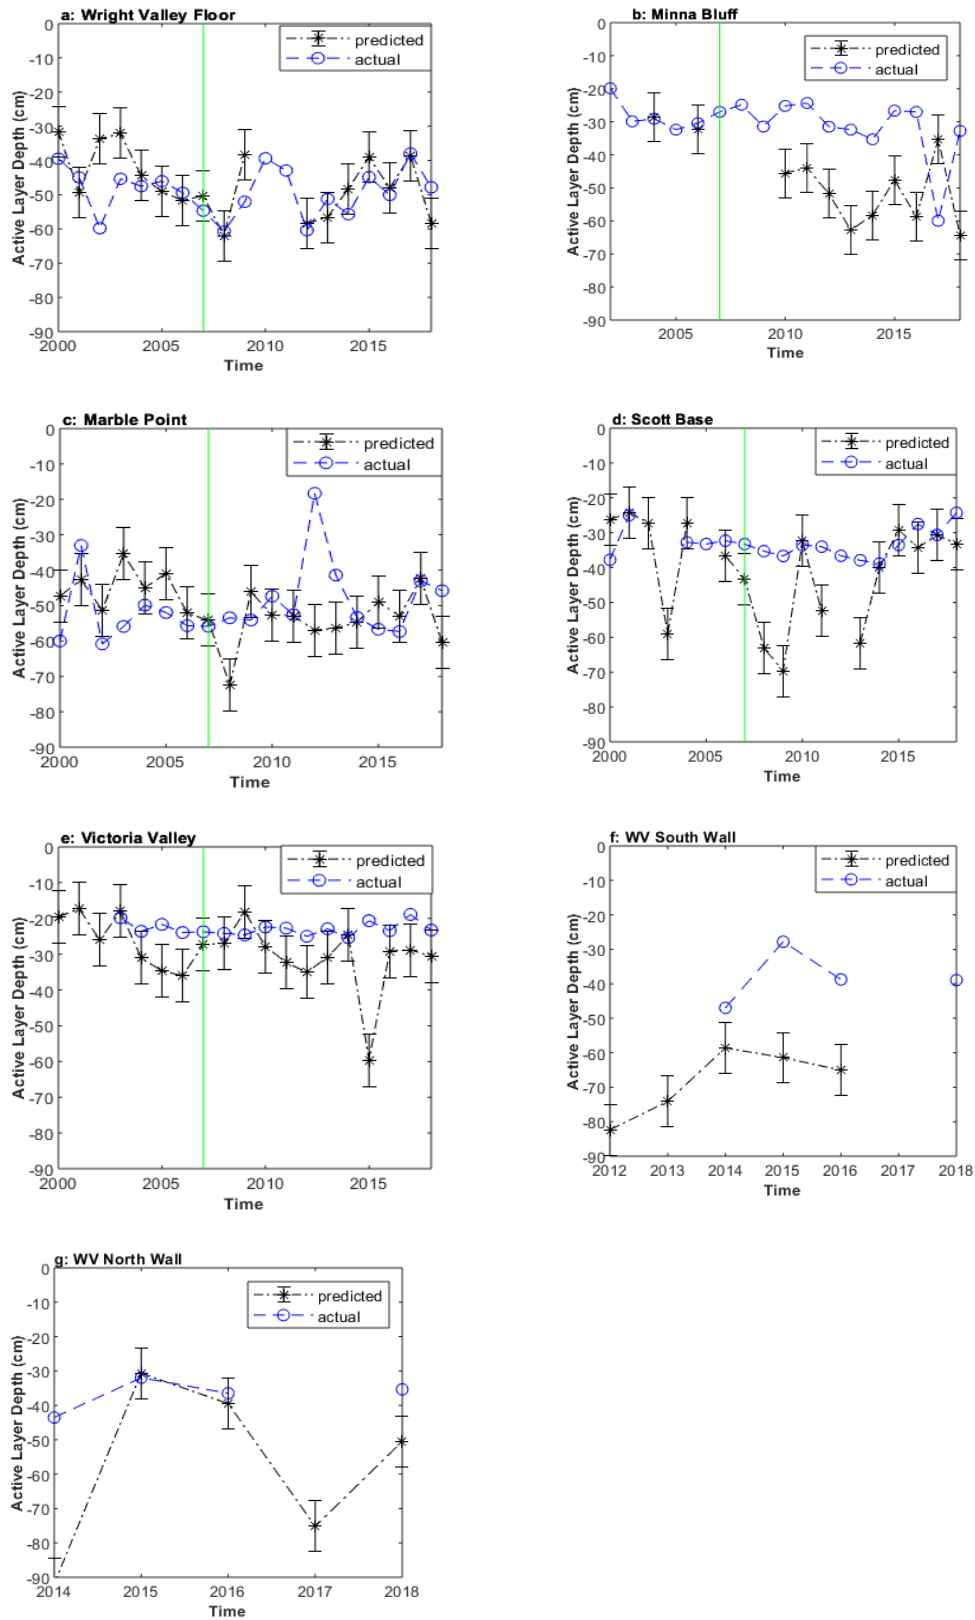 a: Wright Valley Floor
predicted
actual
Active Layer Depth (cm)
0
-10
-20
-30
-40
-50
-60
-70
-80
-90
2000
2005
2010
2015
Time
b: Minna Bluff
predicted
actual
Active Layer Depth (cm)
0
-10
-20
-30
-40
-50
-60
-70
-80
-90
2005
2010
2015
Time
c: Marble Point
predicted
actual
Active Layer Depth (cm)
0
-10
-20
-30
-40
-50
-60
-70
-80
-90
2000
2005
2010
2015
Time
d: Scott Base
predicted
actual
Active Layer Depth (cm)
0
-10
-20
-30
-40
-50
-60
-70
-80
-90
2000
2005
2010
2015
Time
e: Victoria Valley
predicted
actual
Active Layer Depth (cm)
0
-10
-20
-30
-40
-50
-60
-70
-80
-90
2000
2005
2010
2015
Time
f: WV South Wall
predicted
actual
Active Layer Depth (cm)
0
-10
-20
-30
-40
-50
-60
-70
-80
-90
2012
2013
2014
2015
2016
2017
2018
Time
g: WV North Wall
predicted
actual
Active Layer Depth (cm)
0
-10
-20
-30
-40
-50
-60
-70
-80
-90
2014
2015
2016
2017
2018
Time